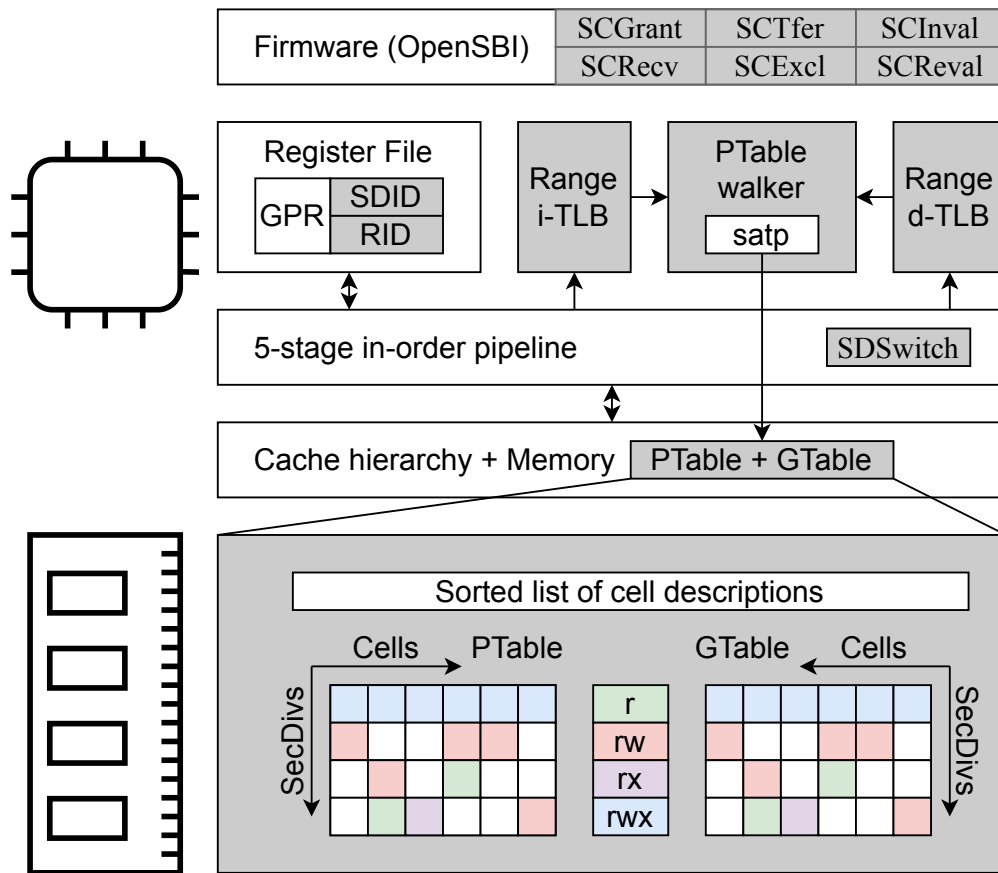 Firmware (OpenSBI)
SCGrant SCTfer SCInval
SCRecv SCExcl SCReval
Register File
GPR
SDID
RID
Range
i-TLB
PTable
walker
satp
Range
d-TLB
5-stage in-order pipeline
SDSwitch
Cache hierarchy + Memory
PTable + GTable
Sorted list of cell descriptions
Cells
PTable
SecDivs
r
rw
rx
rwx
GTable
Cells
SecDivs